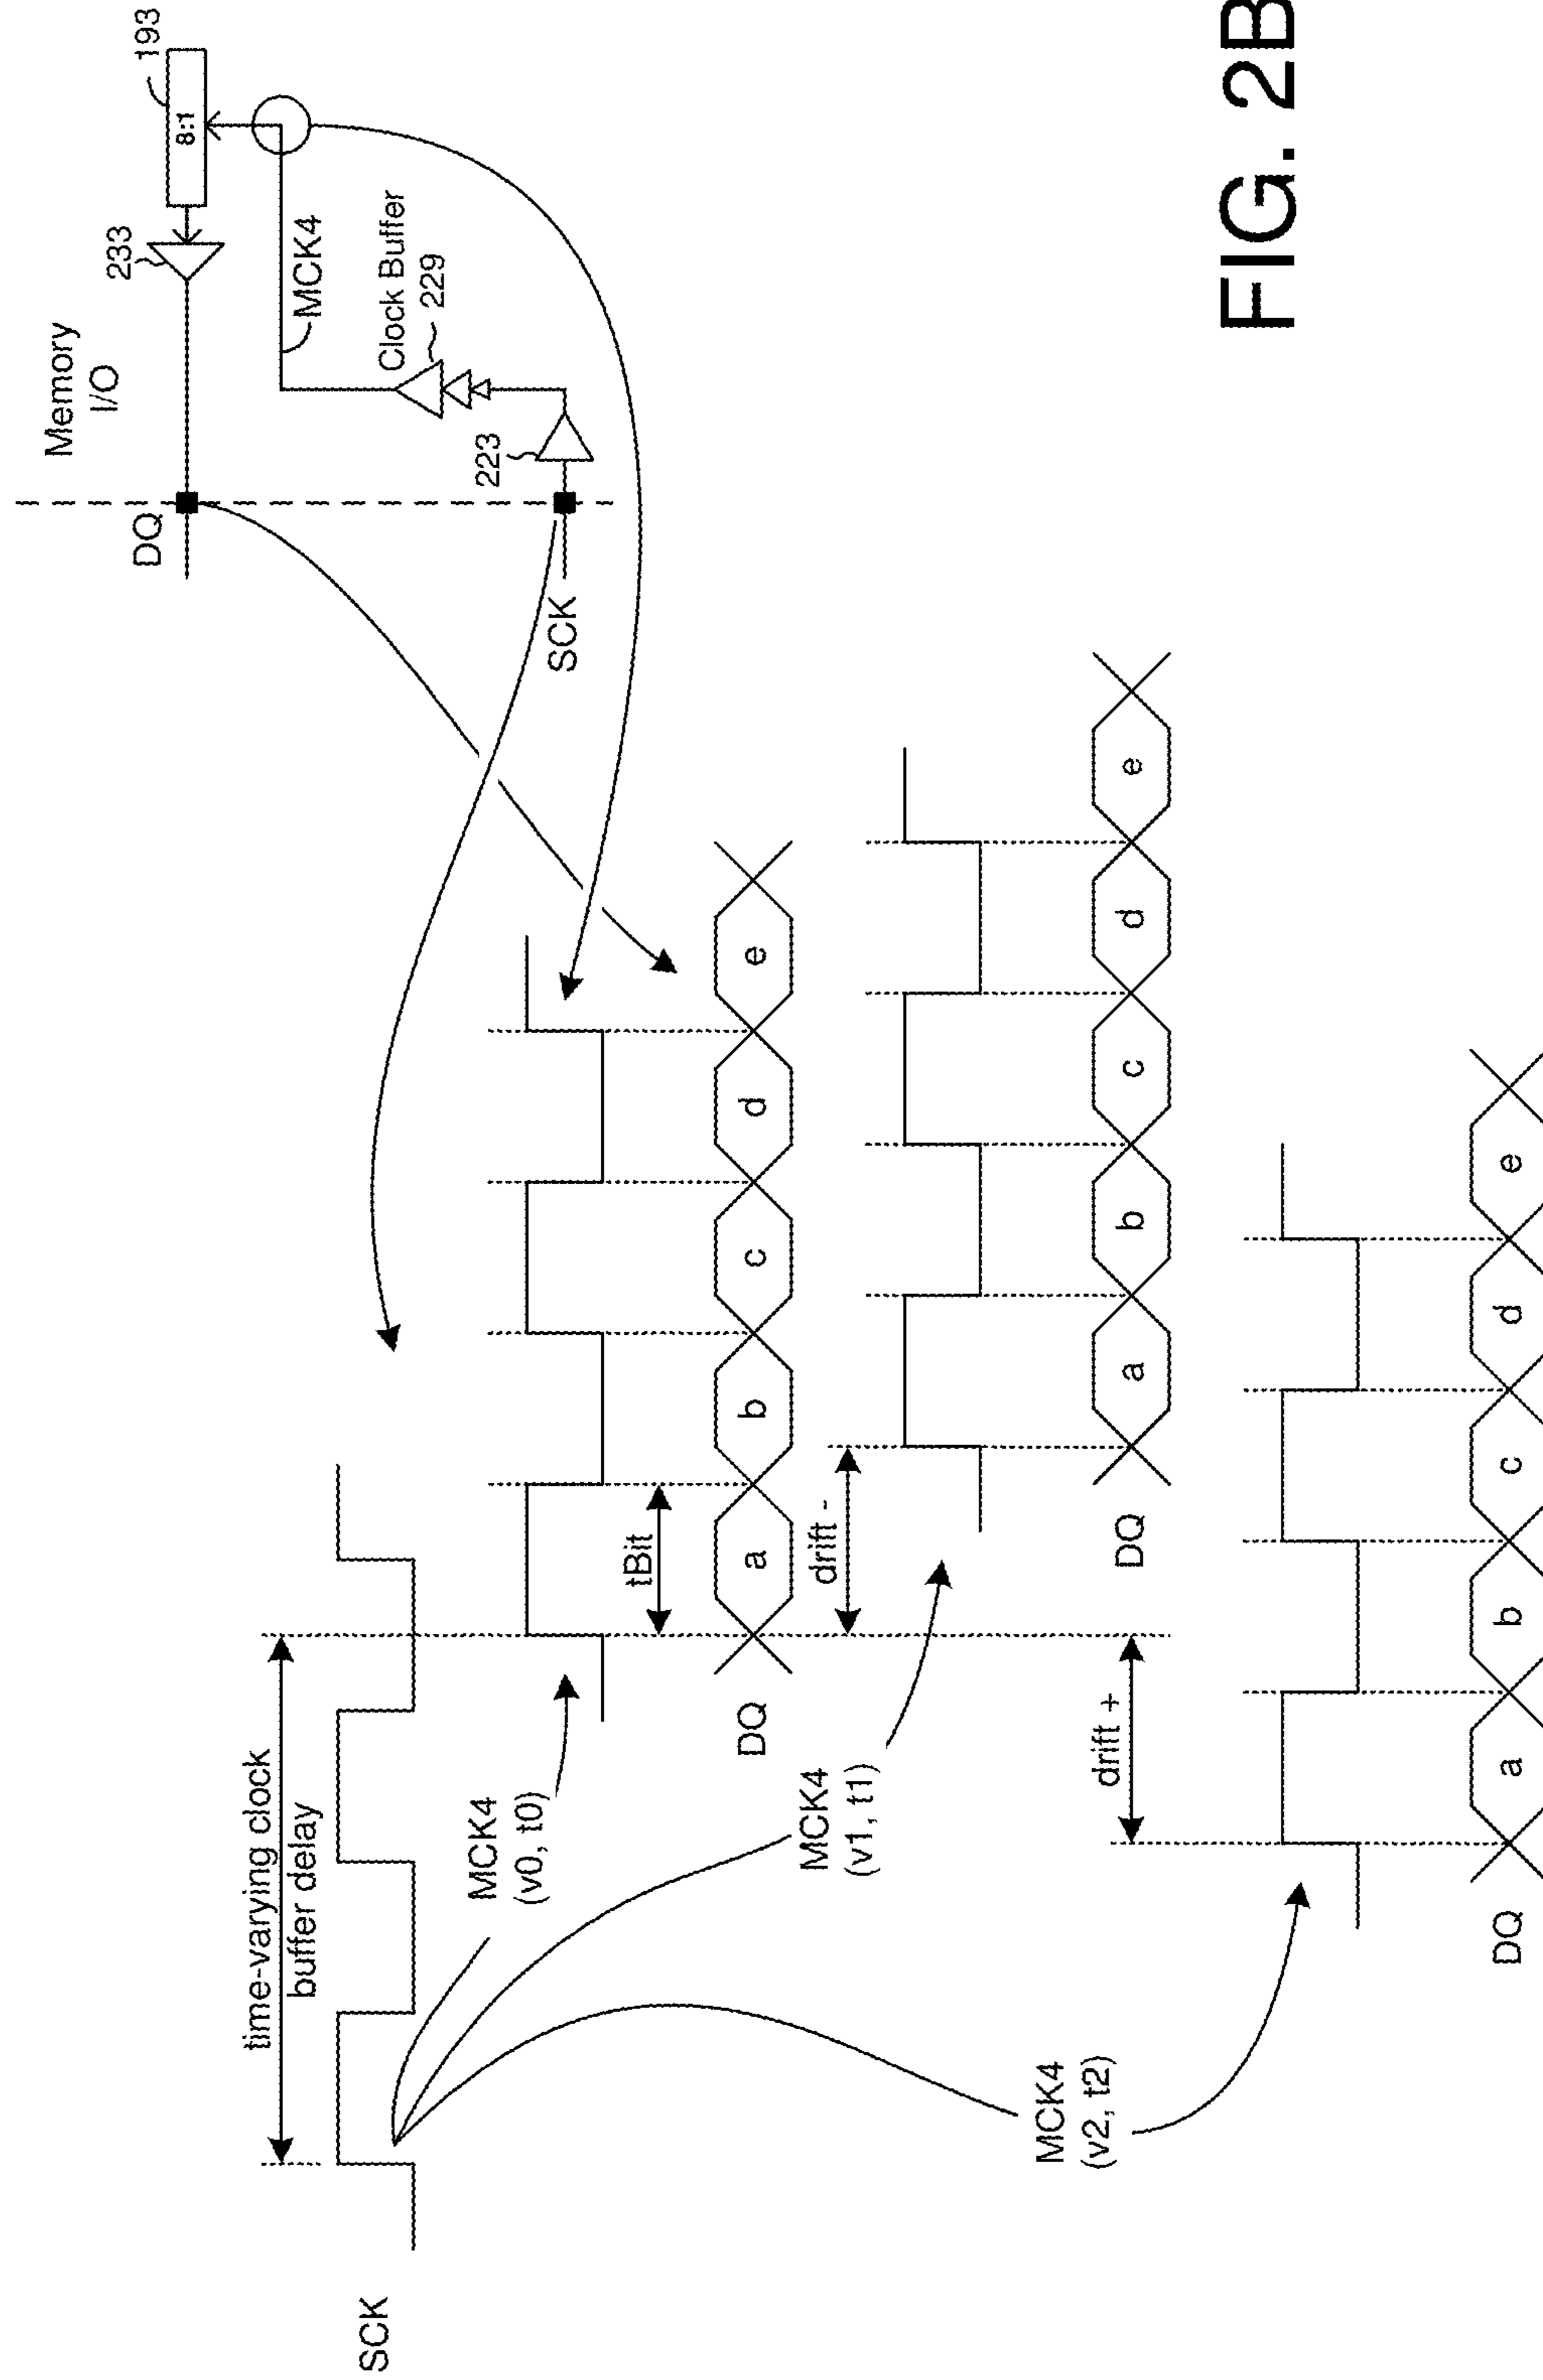 Memory
I/O
DQ
233
193
8:1
MCK4
Clock Buffer
229
223
SCK
time-varying clock
buffer delay
SCK
MCK4
(v0, t0)
tBit
DQ
a
b
c
d
e
drift -
MCK4
(v1, t1)
DQ
a
b
c
d
e
drift +
MCK4
(v2, t2)
DQ
a
b
c
d
e
FIG. 2B